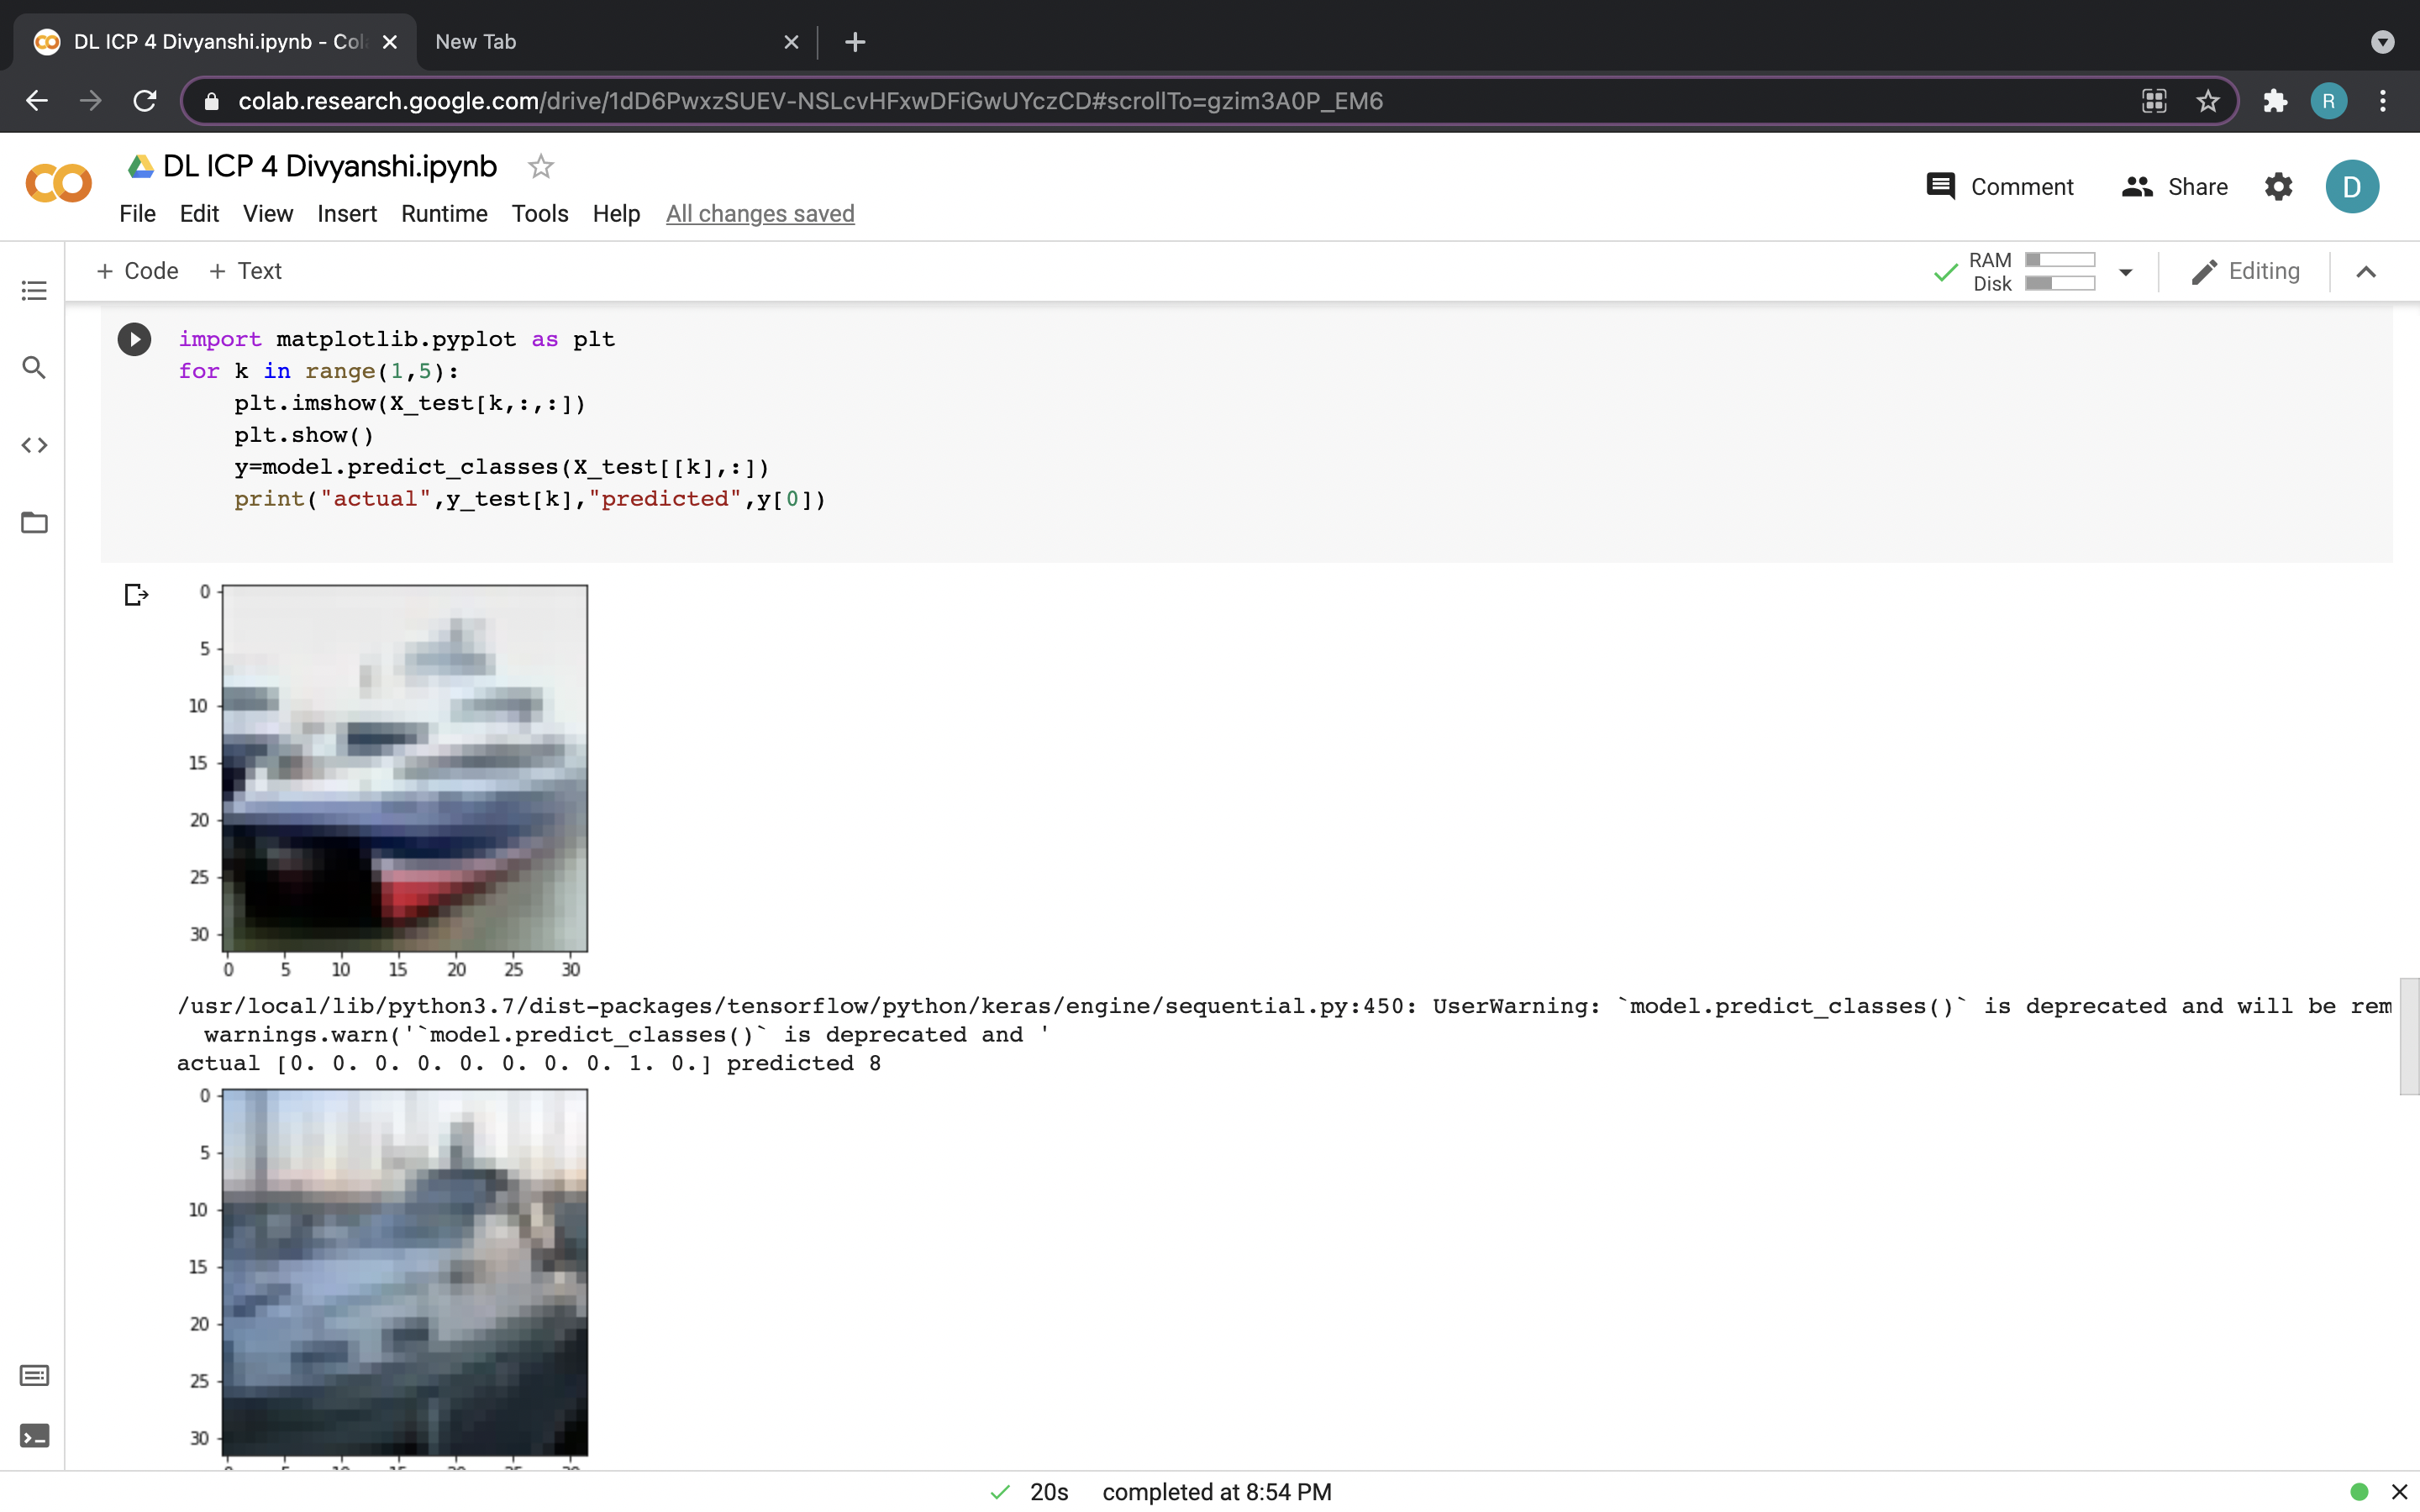 DL ICP 4 Divyanshi.ipynb - Col
New Tab
colab.research.google.com/drive/1dD6PwxzSUEV-NSLcvHFxwDFiGwUYczCD#scrollTo=gzim3A0P_EM6
R
DL ICP 4 Divyanshi.ipynb
Comment Share D
File Edit View Insert Runtime Tools Help All changes saved
+ Code + Text
RAM
Disk
Editing
import matplotlib.pyplot as plt
for k in range(1,5):
    plt.imshow(X_test[k,:,:])
    plt.show()
    y=model.predict_classes(X_test[[k],:])
    print("actual",y_test[k],"predicted",y[0])
0
5
10
15
20
25
30
0 5 10 15 20 25 30
/usr/local/lib/python3.7/dist-packages/tensorflow/python/keras/engine/sequential.py:450: UserWarning: `model.predict_classes()` is deprecated and will be rem
  warnings.warn('`model.predict_classes()` is deprecated and '
actual [0. 0. 0. 0. 0. 0. 0. 0. 1. 0.] predicted 8
0
5
10
15
20
25
30
20s completed at 8:54 PM